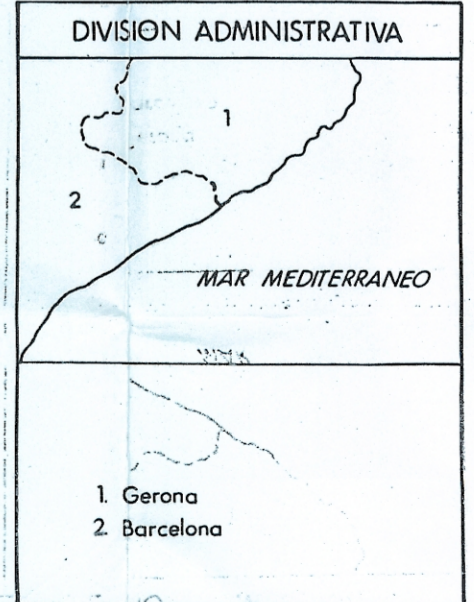 DIVISION ADMINISTRATIVA
1
2
MAR MEDITERRANEO
1. Gerona
2. Barcelona